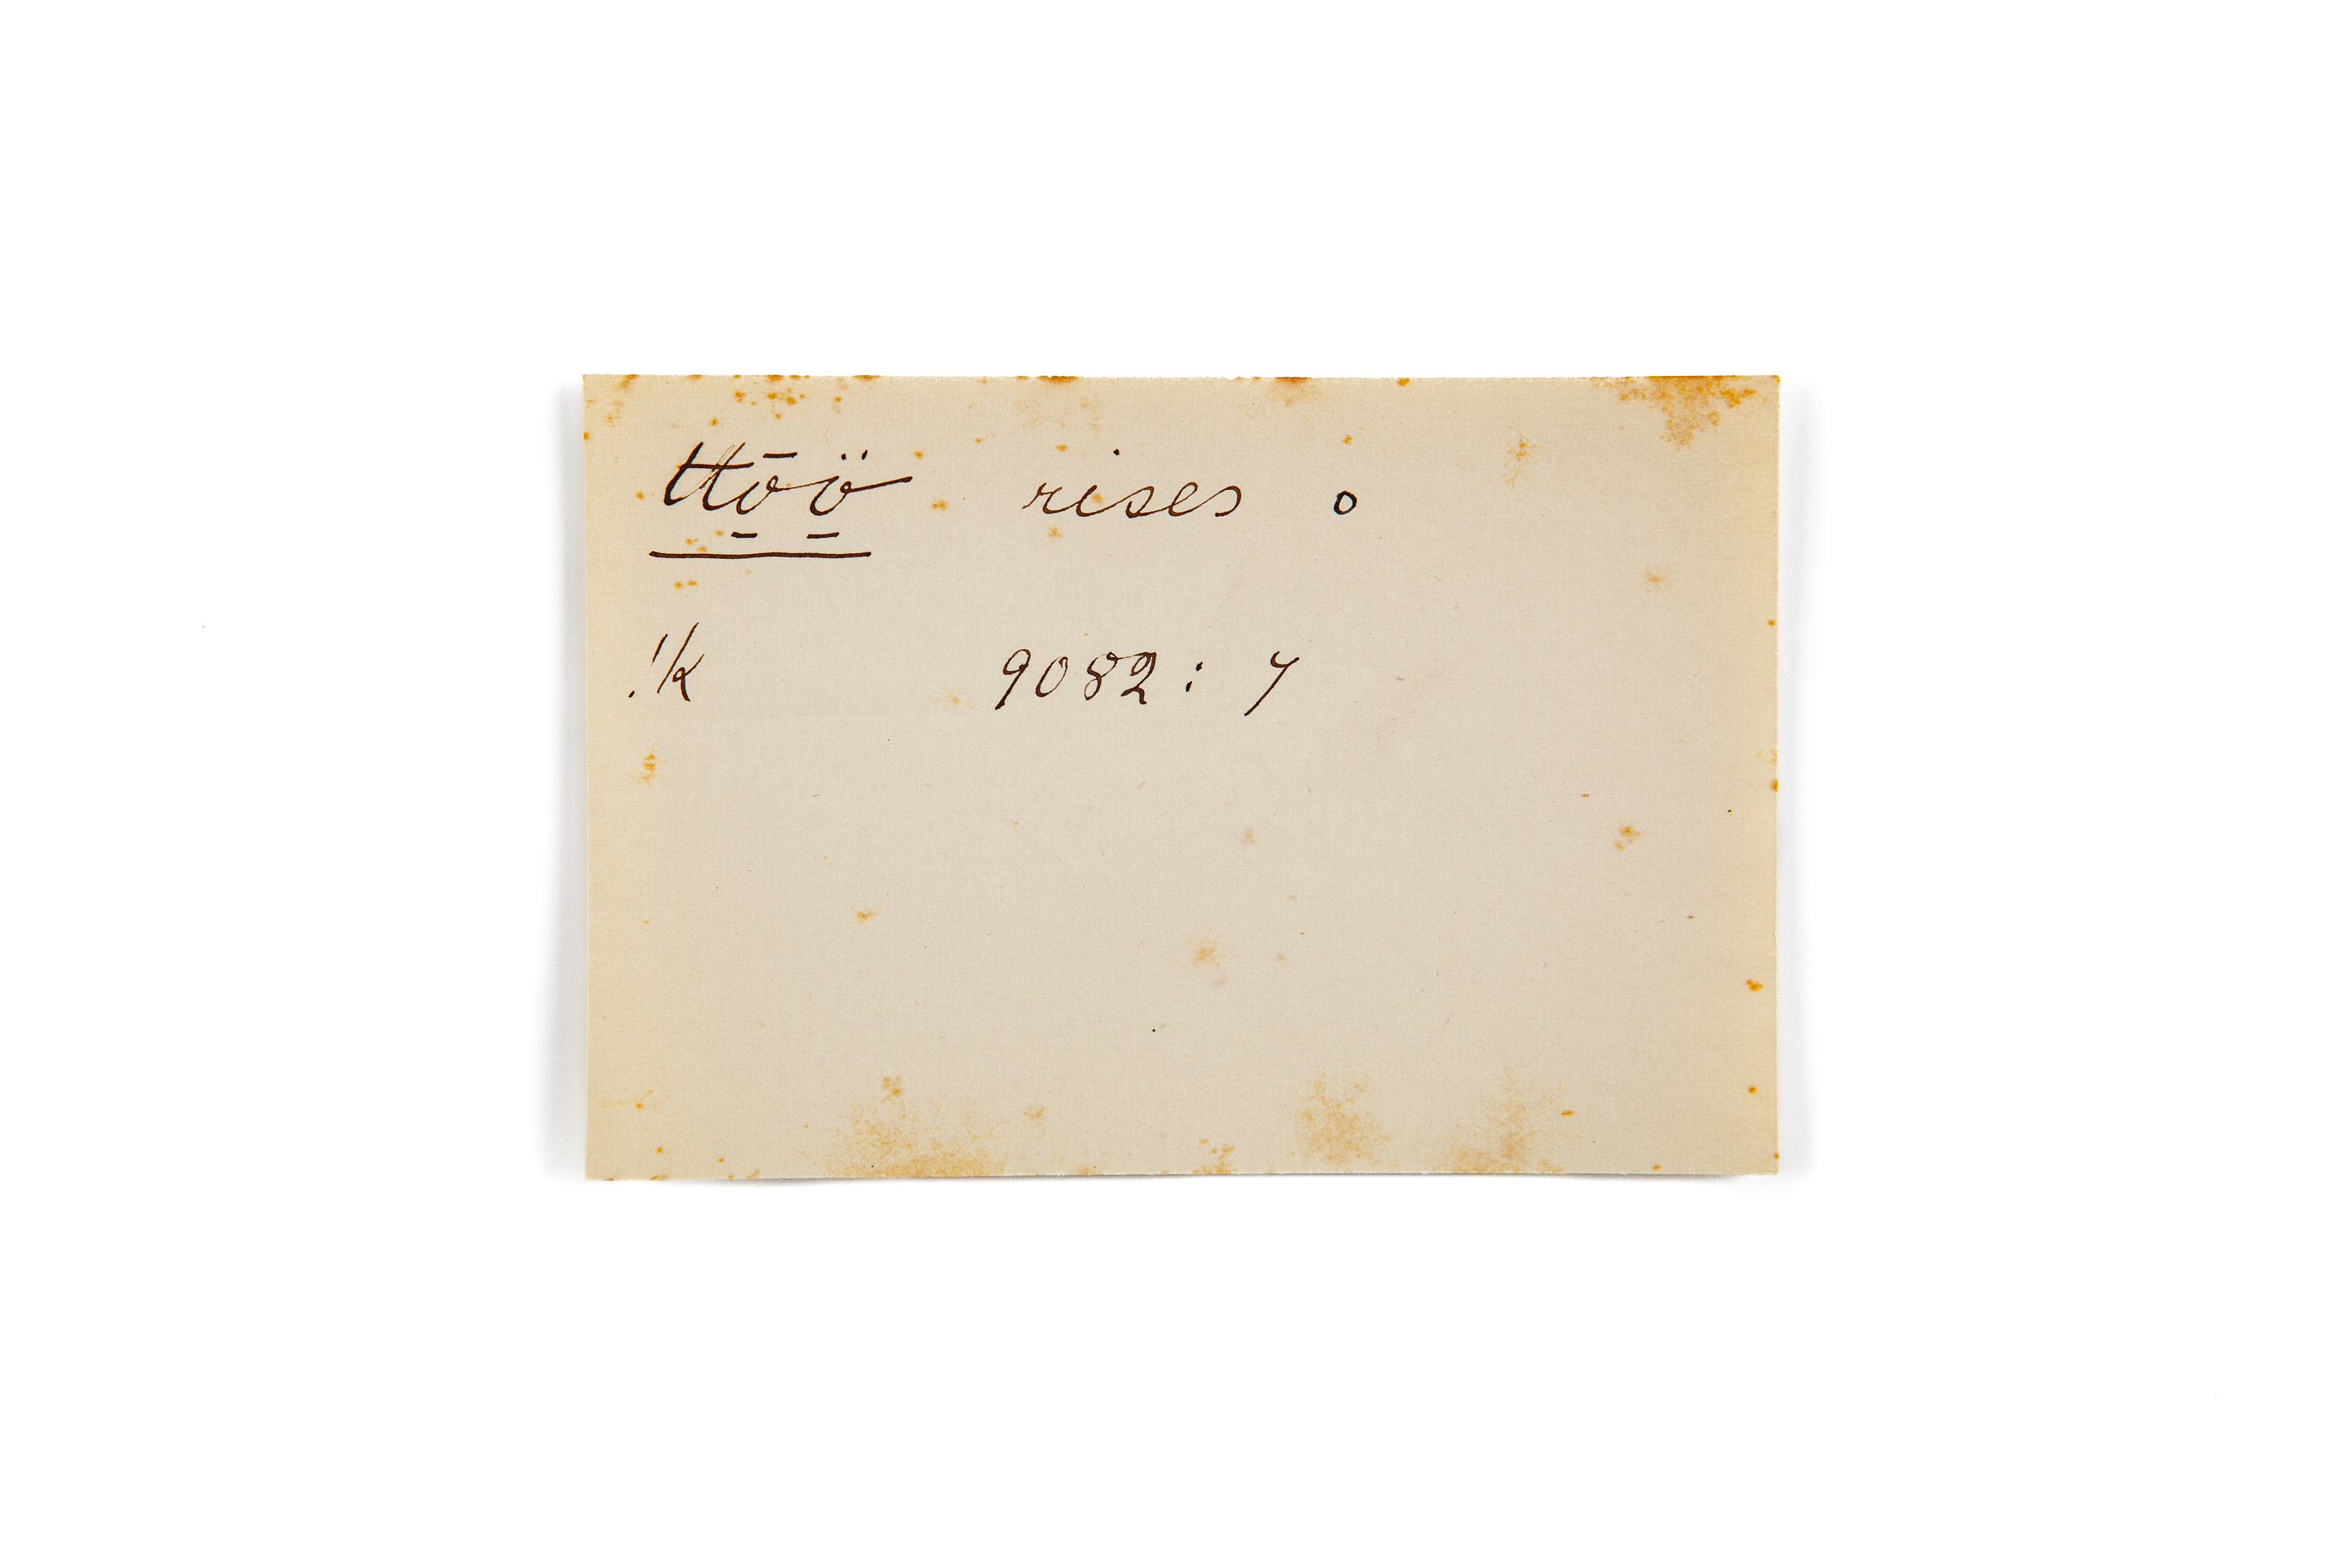 ttō̱ö̱ rises o
!k 9082 : 7